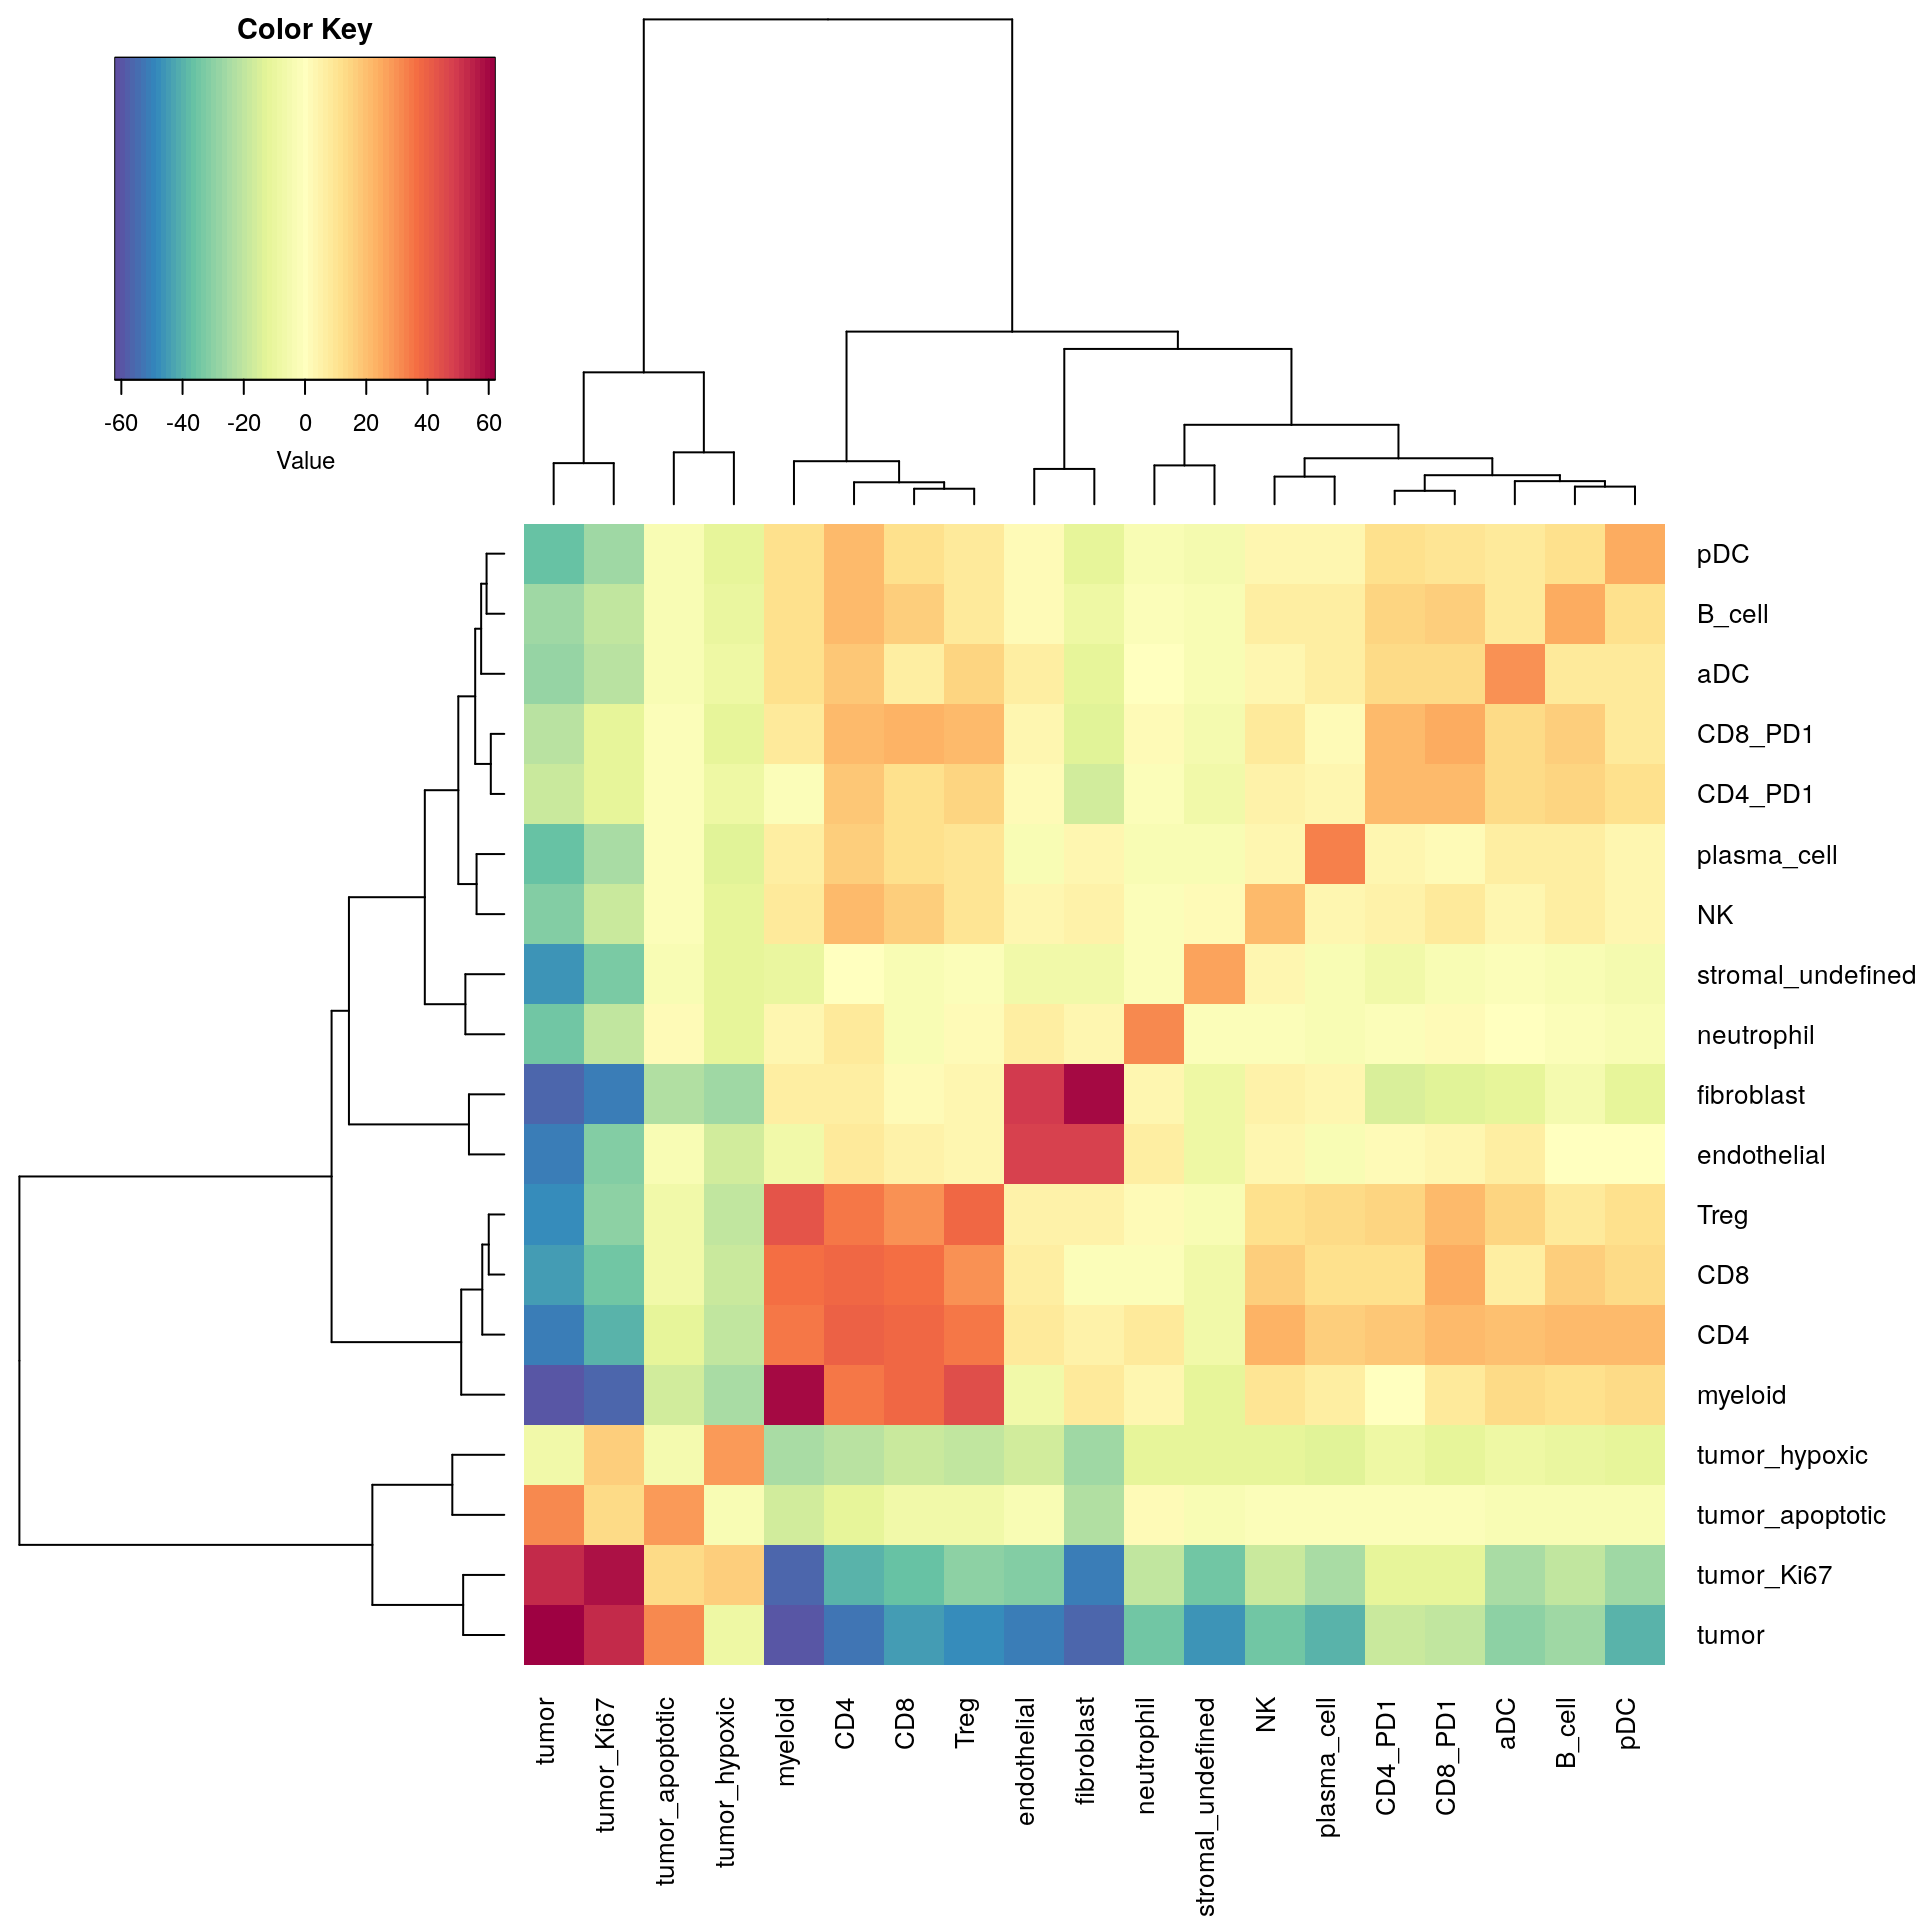 Color Key
-60 -40 -20 0 20 40 60
Value
pDC
B_cell
aDC
CD8_PD1
CD4_PD1
plasma_cell
NK
stromal_undefined
neutrophil
fibroblast
endothelial
Treg
CD8
CD4
myeloid
tumor_hypoxic
tumor_apoptotic
tumor_Ki67
tumor
tumor
tumor_Ki67
tumor_apoptotic
tumor_hypoxic
myeloid
CD4
CD8
Treg
endothelial
fibroblast
neutrophil
stromal_undefined
NK
plasma_cell
CD4_PD1
CD8_PD1
aDC
B_cell
pDC